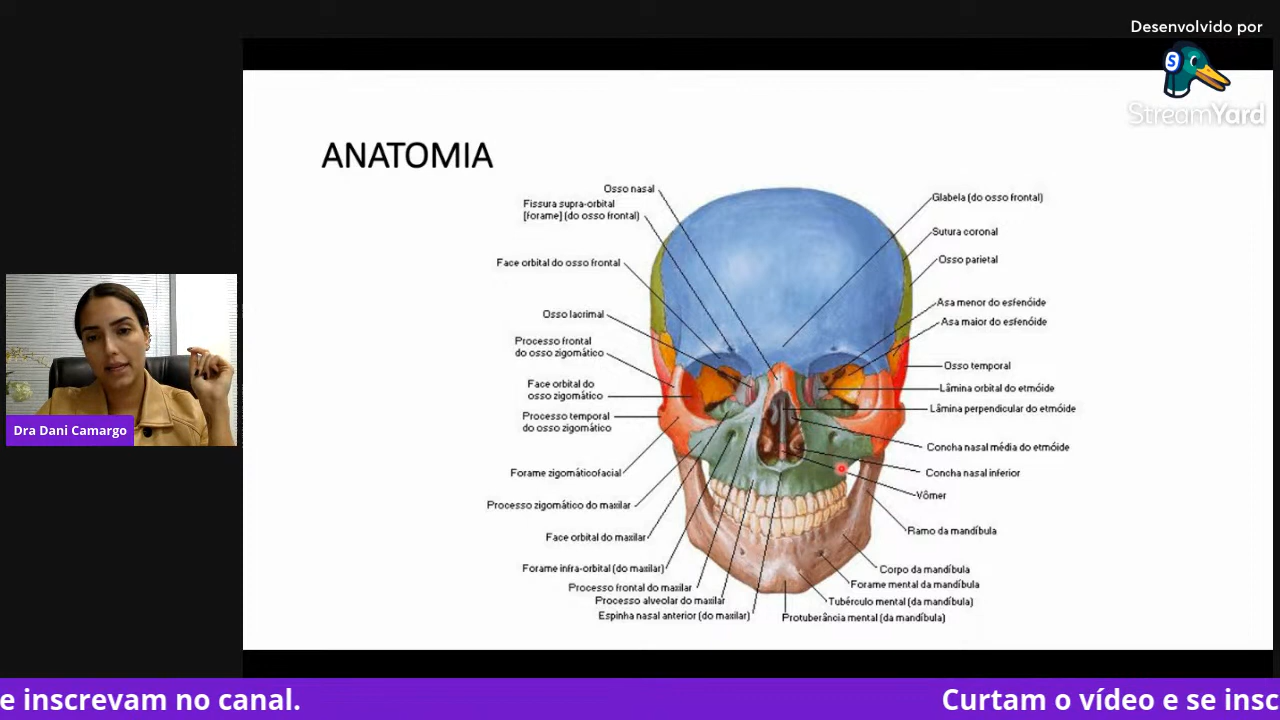 Desenvolvido por
S
StreamYard
ANATOMIA
Osso nasal
Fissura supra-orbital
[forame] (do osso frontal)
Face orbital do osso frontal
Osso lacrimal
Processo frontal
do osso zigomático
Face orbital do
osso zigomático
Processo temporal
do osso zigomático
Forame zigomáticofacial
Processo zigomático do maxilar
Face orbital do maxilar
Forame infra-orbital (do maxilar)
Processo frontal do maxilar
Processo alveolar do maxilar
Espinha nasal anterior (do maxilar)
Glabela (do osso frontal)
Sutura coronal
Osso parietal
Asa menor do esfenóide
Asa maior do esfenóide
Osso temporal
Lâmina orbital do etmóide
Lâmina perpendicular do etmóide
Concha nasal média do etmóide
Concha nasal inferior
Vômer
Ramo da mandíbula
Corpo da mandíbula
Forame mental da mandíbula
Tubérculo mental (da mandíbula)
Protuberância mental (da mandíbula)
Dra Dani Camargo
e inscrevam no canal. Curtam o vídeo e se insc